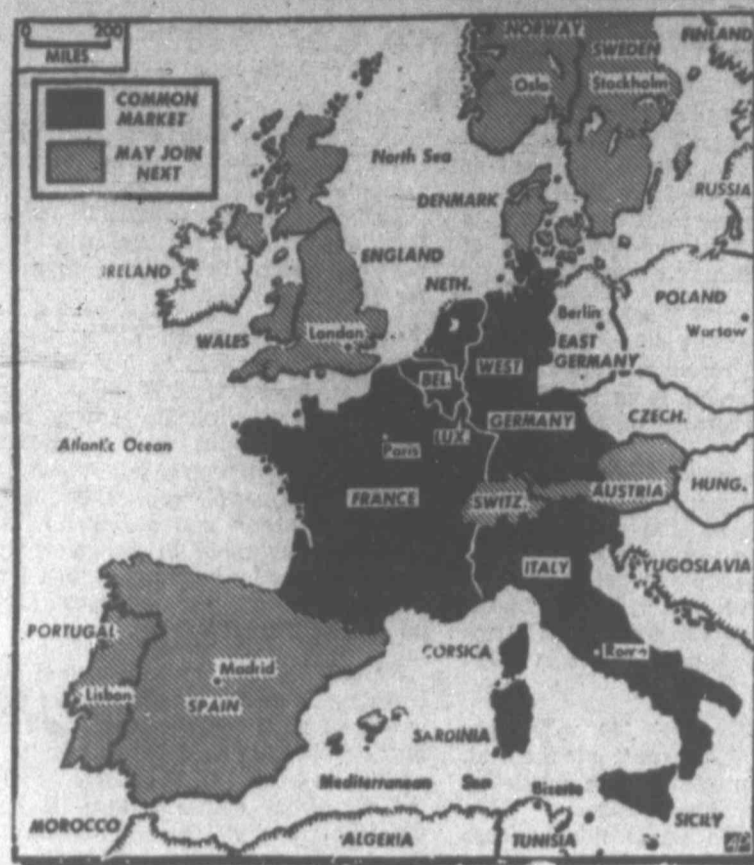 0 200
MILES
COMMON
MARKET
MAY JOIN
NEXT
NORWAY
SWEDEN
FINLAND
Oslo
Stockholm
North Sea
RUSSIA
DENMARK
ENGLAND
IRELAND
NETH.
POLAND
Berlin
WALES
London
EAST
GERMANY
Warsaw
WEST
BEL.
GERMANY
CZECH.
LUX.
Atlantic Ocean
Paris
FRANCE
SWITZ.
AUSTRIA
HUNG.
ITALY
YUGOSLAVIA
PORTUGAL
CORSICA
Rome
Madrid
Lisbon
SPAIN
SARDINIA
Mediterranean Sea
Bizerte
SICILY
MOROCCO
ALGERIA
TUNISIA